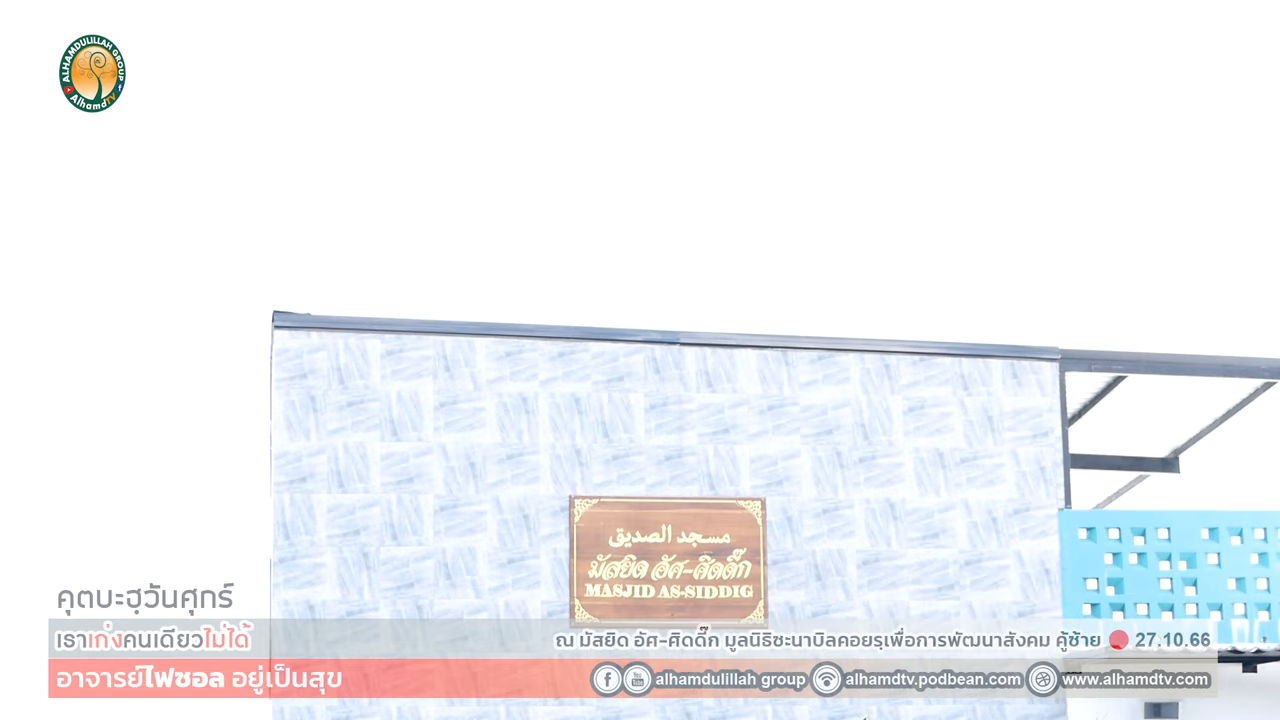 ALHAMDULILLAH GROUP
AlhamdTV
مسجد الصديق
มัสยิด อัศ-ศิดดี๊ก
MASJID AS-SIDDIG
คุตบะฮฺวันศุกร์
เราเก่งคนเดียวไม่ได้
ณ มัสยิด อัศ-ศิดดี๊ก มูลนิธิซะนาบิลคอยรฺเพื่อการพัฒนาสังคม คู้ซ้าย 27.10.66
อาจารย์ไฟซอล อยู่เป็นสุข
alhamdulillah group alhamdtv.podbean.com www.alhamdtv.com